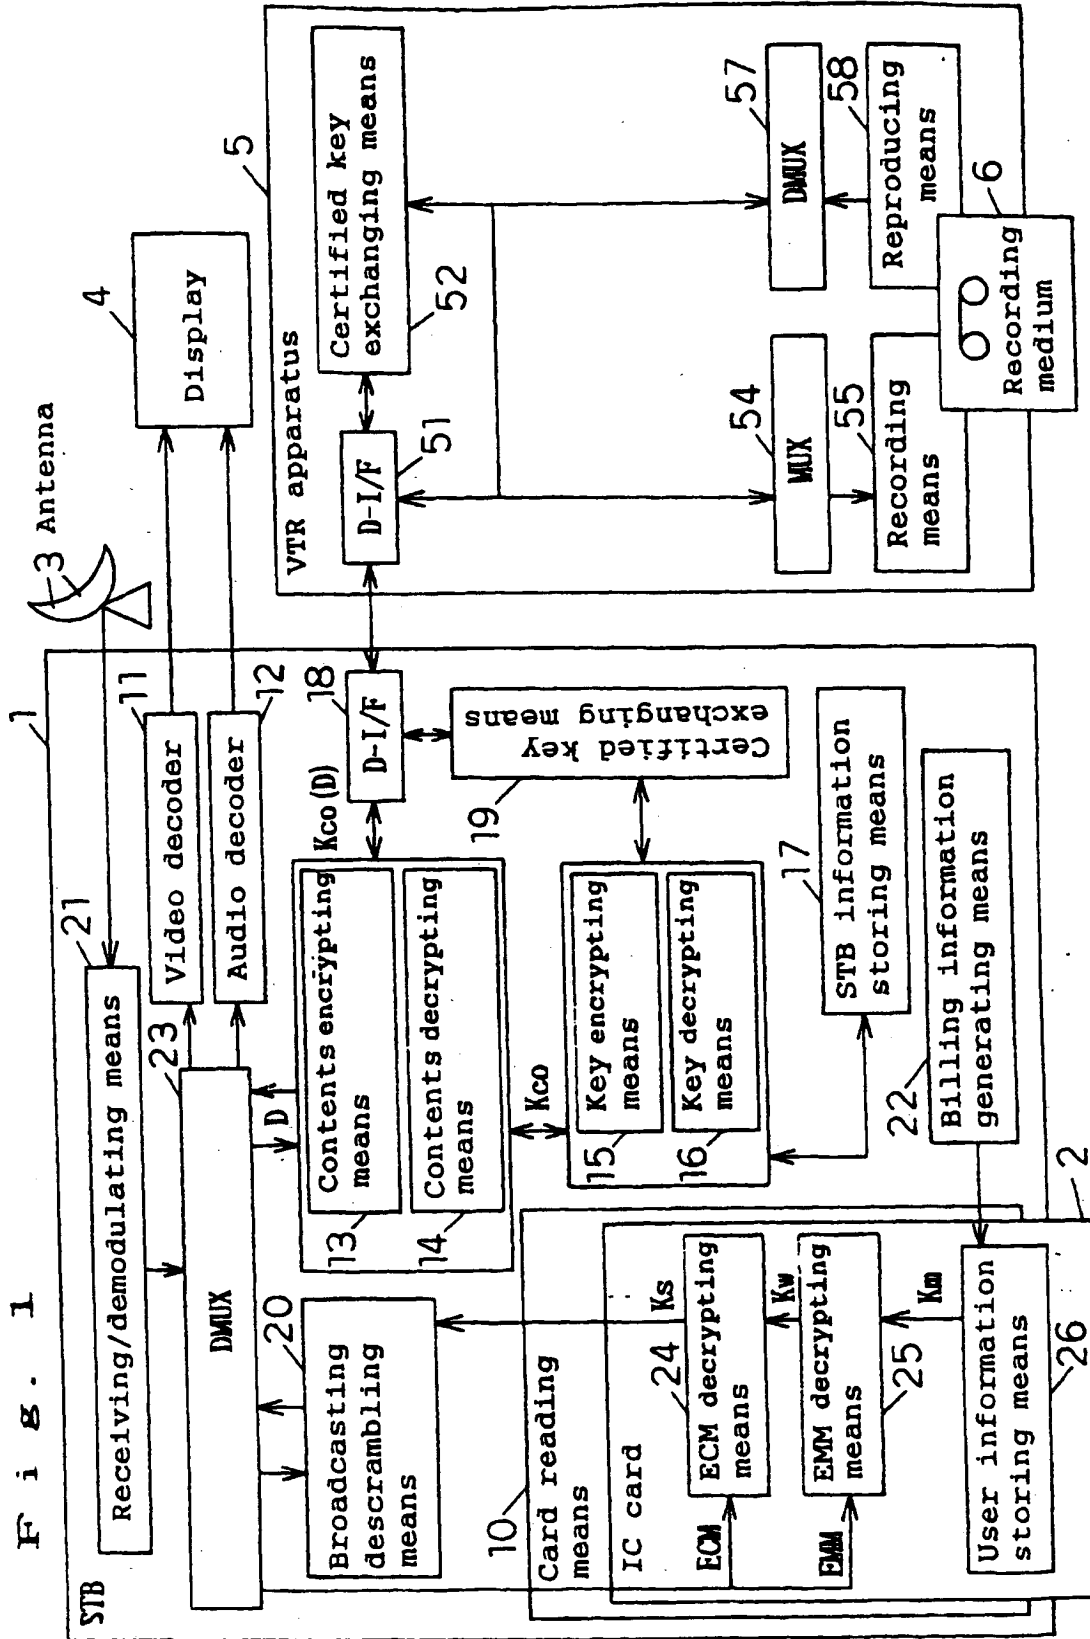 Fig. 1
STB
1
Receiving/demodulating means
21
3
Antenna
DMUX
23
Video decoder
11
Audio decoder
12
4
Display
5
VTR apparatus
D-I/F
51
Certified key
exchanging means
52
MUX
54
Recording
means
55
DMUX
57
Reproducing
means
58
Recording
medium
6
Broadcasting
descrambling
means
20
D
Contents encrypting
means
13
Contents decrypting
means
14
Kco(D)
D-I/F
18
Certified key
exchanging means
19
Kco
Key encrypting
means
15
Key decrypting
means
16
STB information
storing means
17
Billing information
generating means
22
10
Card reading
means
IC card
2
ECM
ECM decrypting
means
24
Ks
EMM
EMM decrypting
means
25
Kw
Km
User information
storing means
26